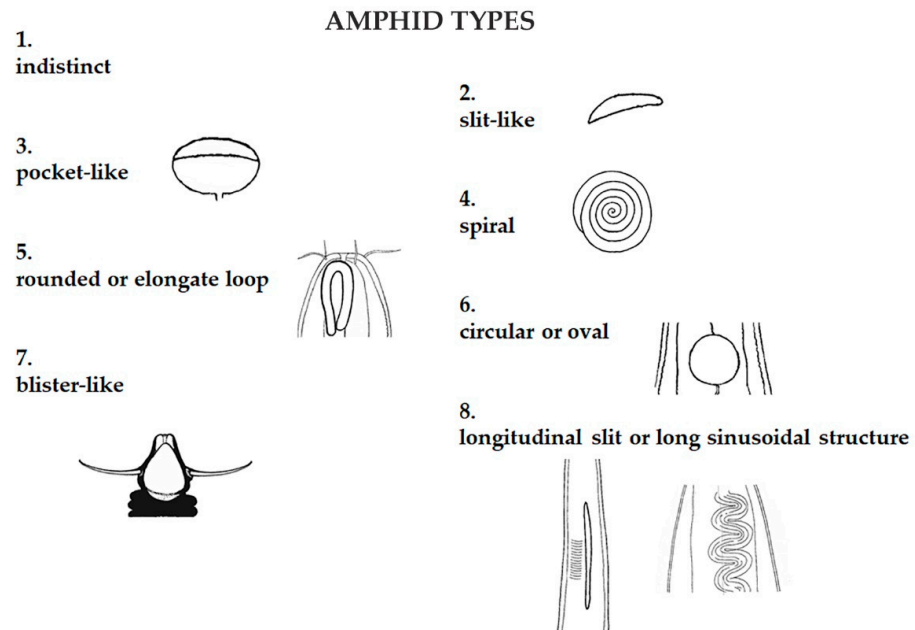 AMPHID TYPES
1.
indistinct
2.
slit-like
3.
pocket-like
4.
spiral
5.
rounded or elongate loop
6.
circular or oval
7.
blister-like
8.
longitudinal slit or long sinusoidal structure